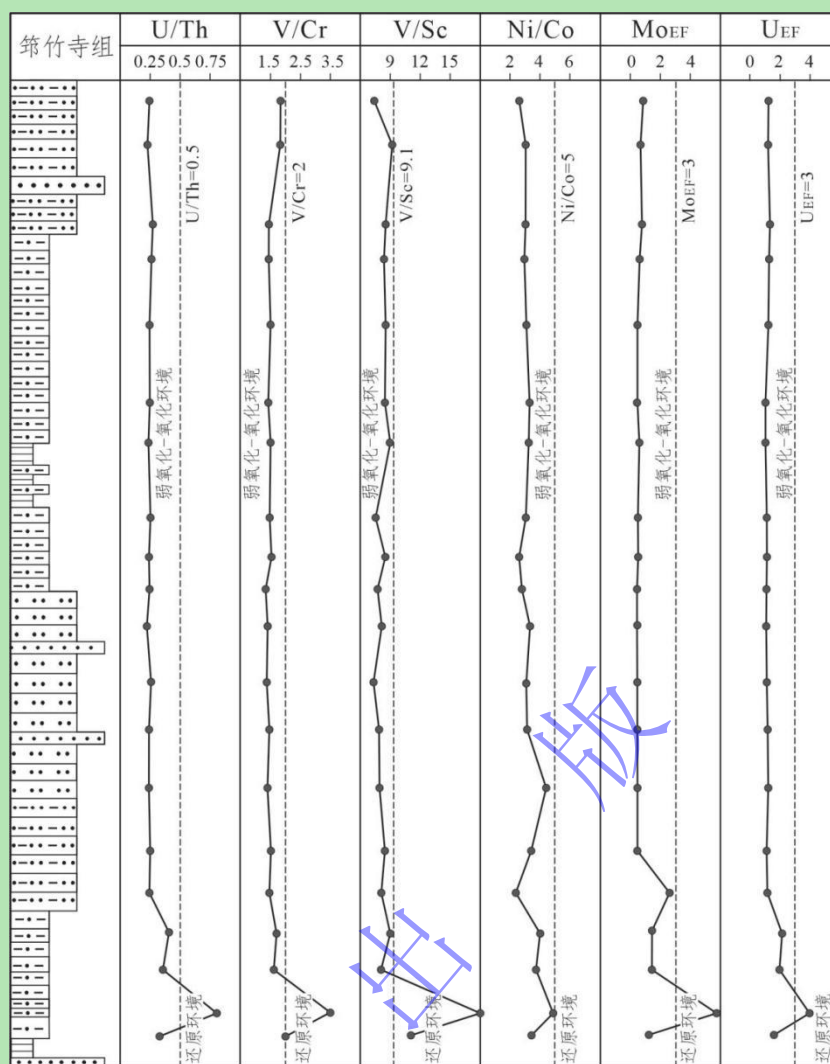 筇竹寺组
U/Th
V/Cr
V/Sc
Ni/Co
MoEF
UEF
0.25 0.5 0.75
1.5 2.5 3.5
9 12 15
2 4 6
0 2 4
0 2 4
U/Th=0.5
V/Cr=2
V/Sc=9.1
Ni/Co=5
MoEF=3
UEF=3
弱氧化-氧化环境
弱氧化-氧化环境
弱氧化-氧化环境
弱氧化-氧化环境
弱氧化-氧化环境
弱氧化-氧化环境
还原环境
还原环境
还原环境
还原环境
还原环境
还原环境
出版